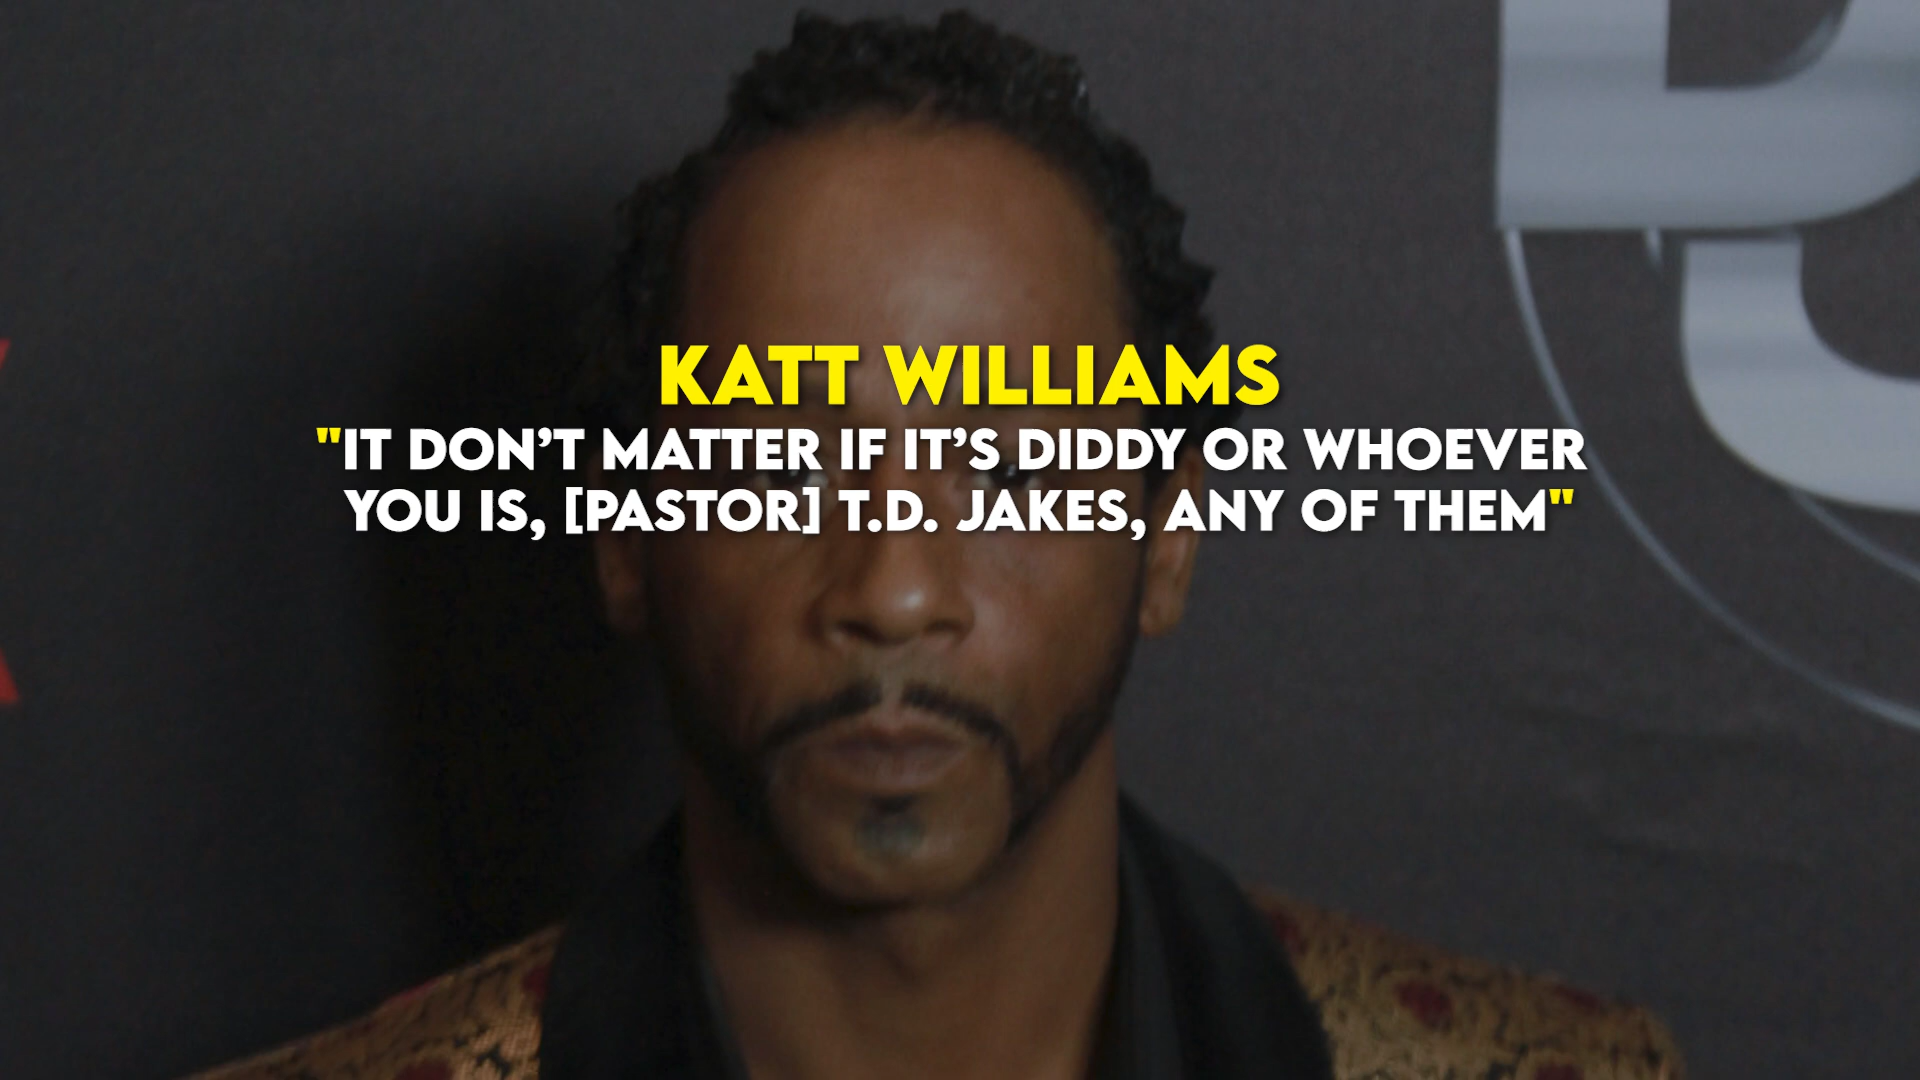 KATT WILLIAMS
"IT DON’T MATTER IF IT’S DIDDY OR WHOEVER
YOU IS, [PASTOR] T.D. JAKES, ANY OF THEM"